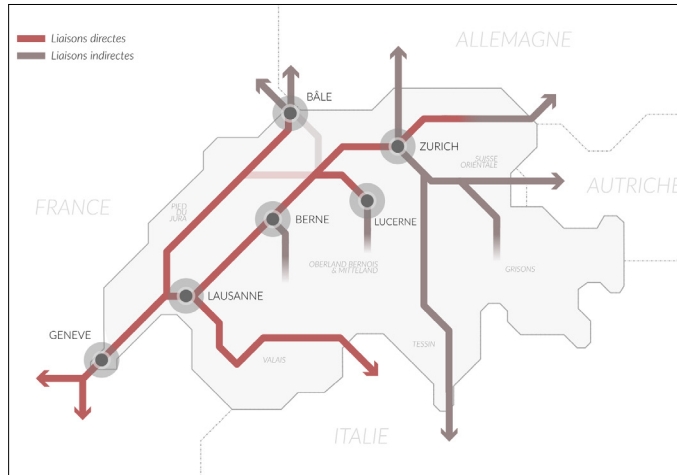 Liaisons directes
Liaisons indirectes
ALLEMAGNE
BÂLE
ZURICH
SUISSE
ORIENTALE
AUTRICHE
FRANCE
PIED
DU
JURA
BERNE
LUCERNE
OBERLAND BERNOIS
& MITTELAND
GRISONS
LAUSANNE
GENEVE
VALAIS
TESSIN
ITALIE